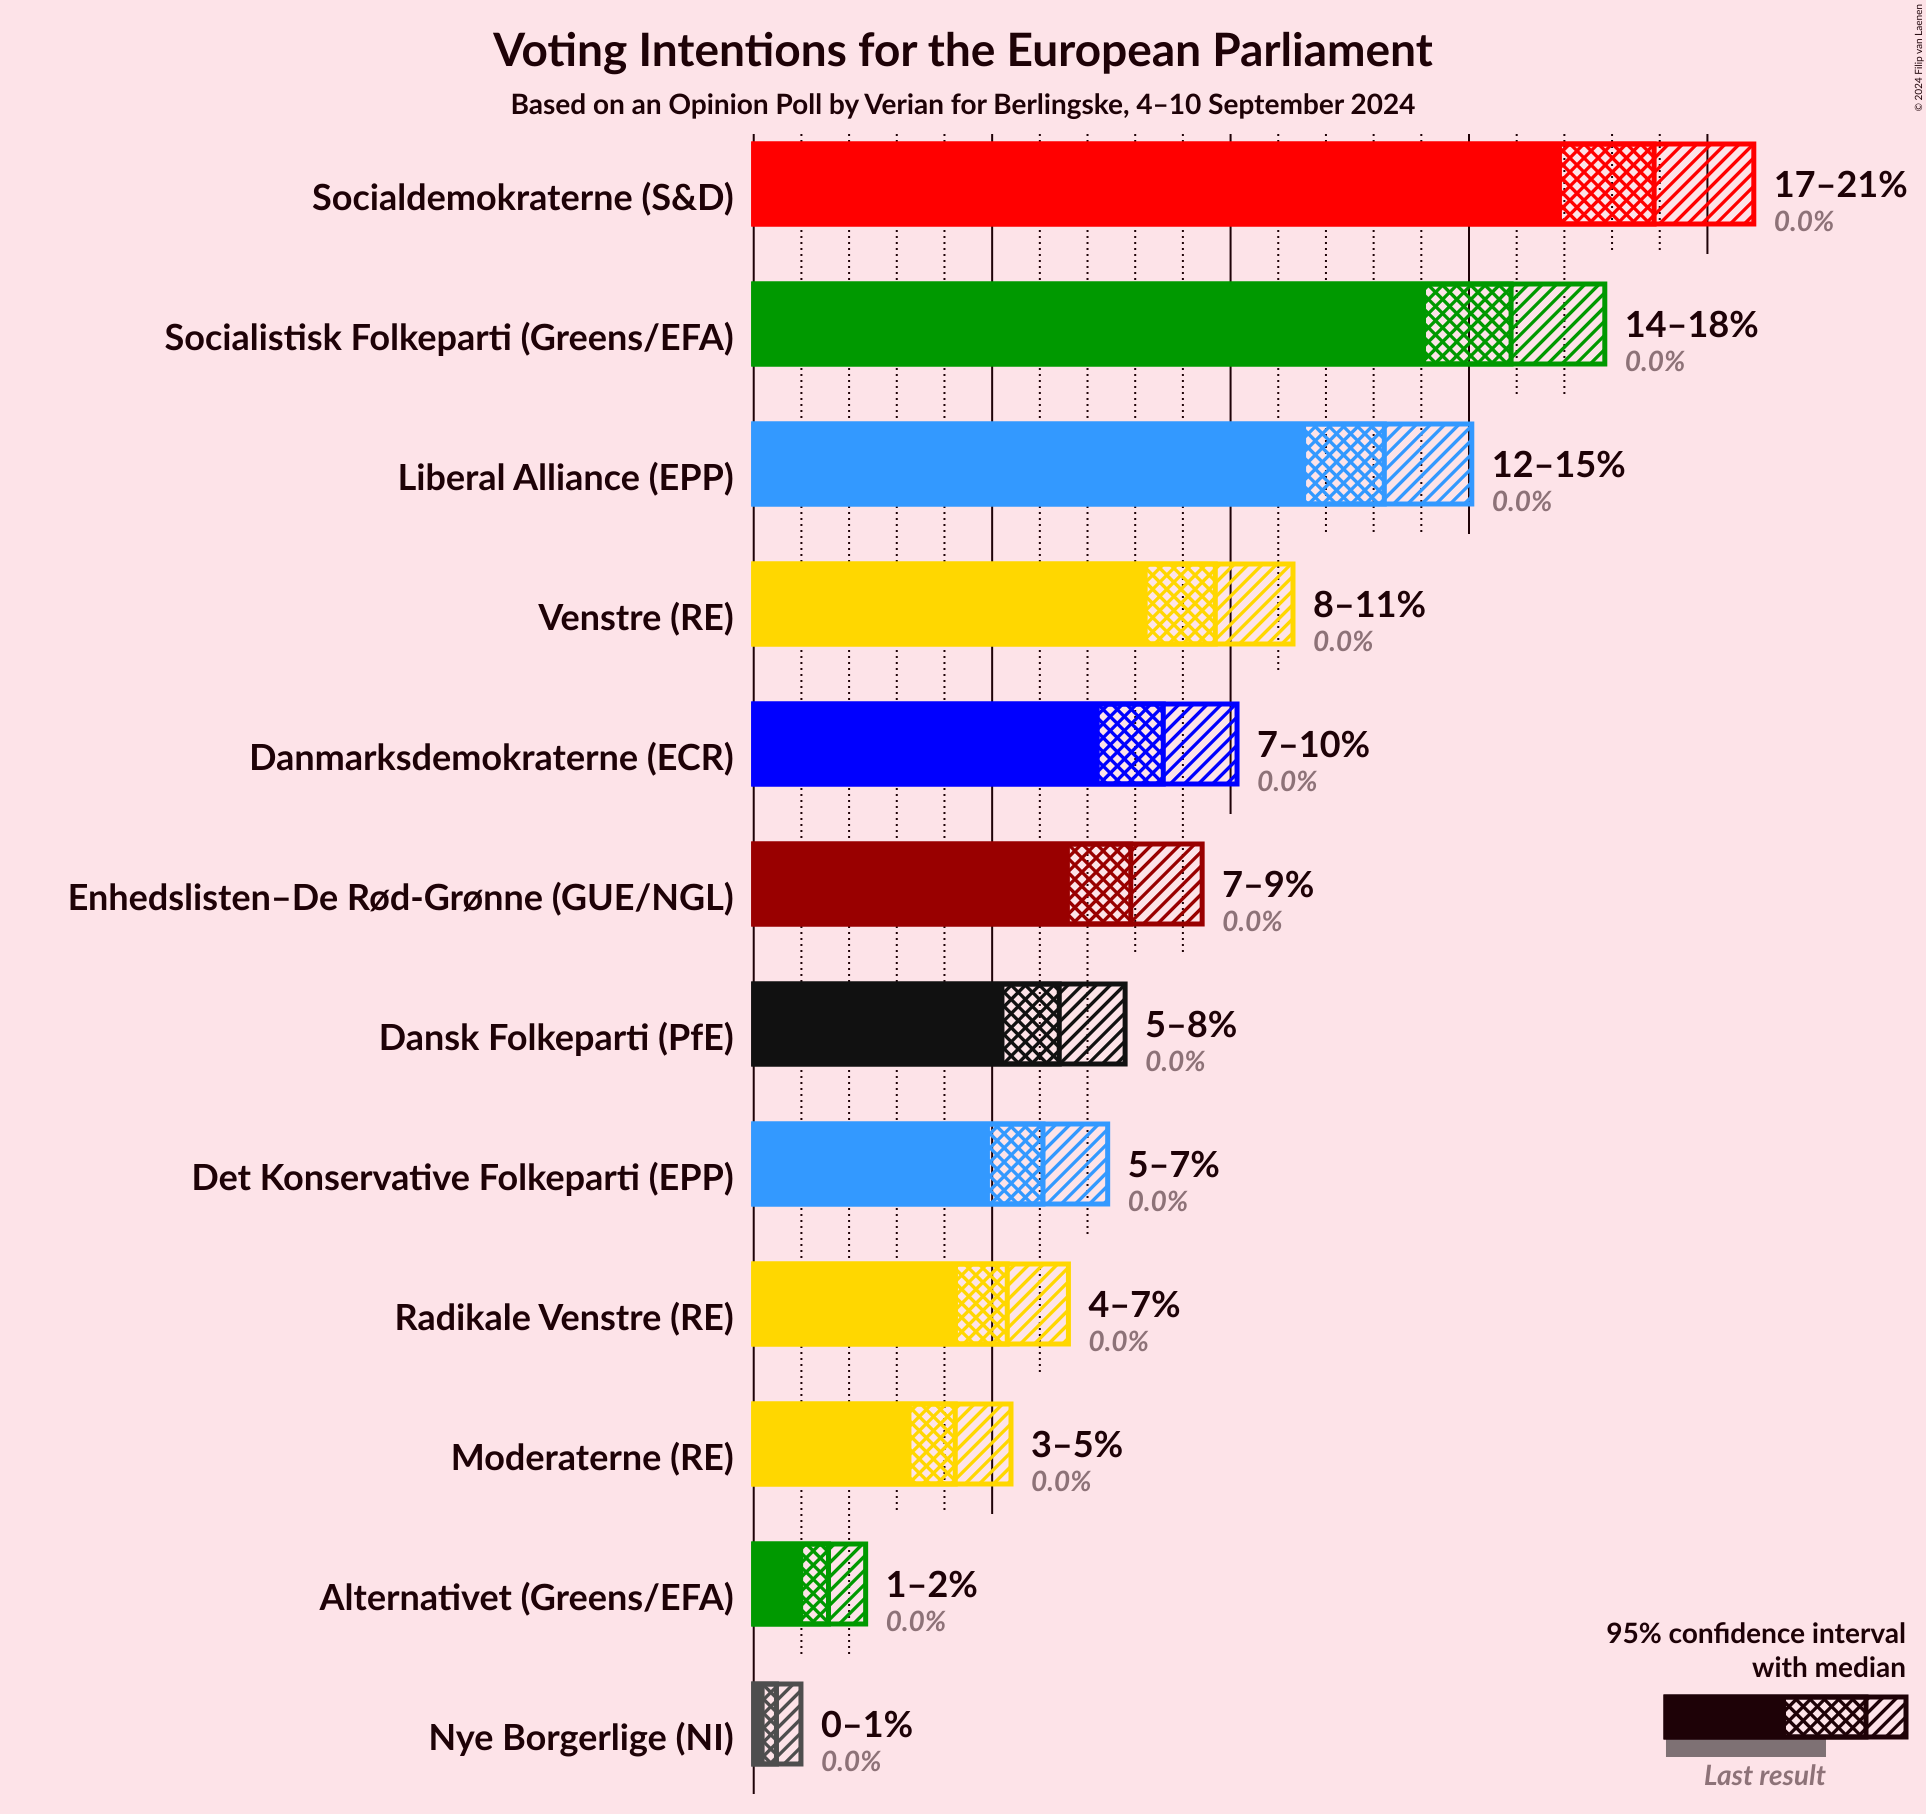 Voting Intentions for the European Parliament
Based on an Opinion Poll by Verian for Berlingske, 4–10 September 2024
© 2024 Filip van Laenen
Socialdemokraterne (S&D)
17–21%
0.0%
Socialistisk Folkeparti (Greens/EFA)
14–18%
0.0%
Liberal Alliance (EPP)
12–15%
0.0%
Venstre (RE)
8–11%
0.0%
Danmarksdemokraterne (ECR)
7–10%
0.0%
Enhedslisten–De Rød-Grønne (GUE/NGL)
7–9%
0.0%
Dansk Folkeparti (PfE)
5–8%
0.0%
Det Konservative Folkeparti (EPP)
5–7%
0.0%
Radikale Venstre (RE)
4–7%
0.0%
Moderaterne (RE)
3–5%
0.0%
Alternativet (Greens/EFA)
1–2%
0.0%
Nye Borgerlige (NI)
0–1%
0.0%
95% confidence interval
with median
Last result